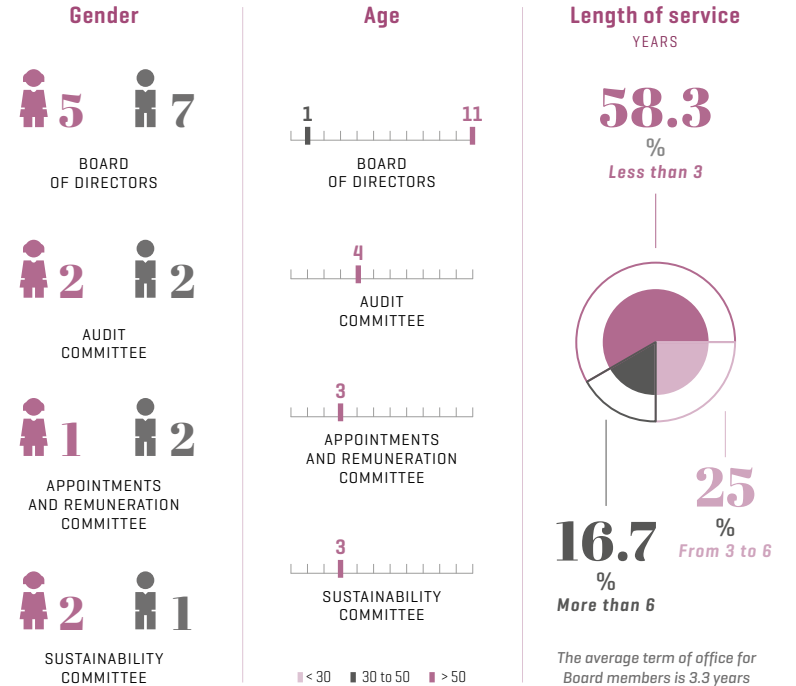 Gender
5 7
BOARD
OF DIRECTORS
2 2
AUDIT
COMMITTEE
1 2
APPOINTMENTS
AND REMUNERATION
COMMITTEE
2 1
SUSTAINABILITY
COMMITTEE
Age
1 11
BOARD
OF DIRECTORS
4
AUDIT
COMMITTEE
3
APPOINTMENTS
AND REMUNERATION
COMMITTEE
3
SUSTAINABILITY
COMMITTEE
< 30 30 to 50 > 50
Length of service
YEARS
58.3
%
Less than 3
25
%
From 3 to 6
16.7
%
More than 6
The average term of office for
Board members is 3.3 years